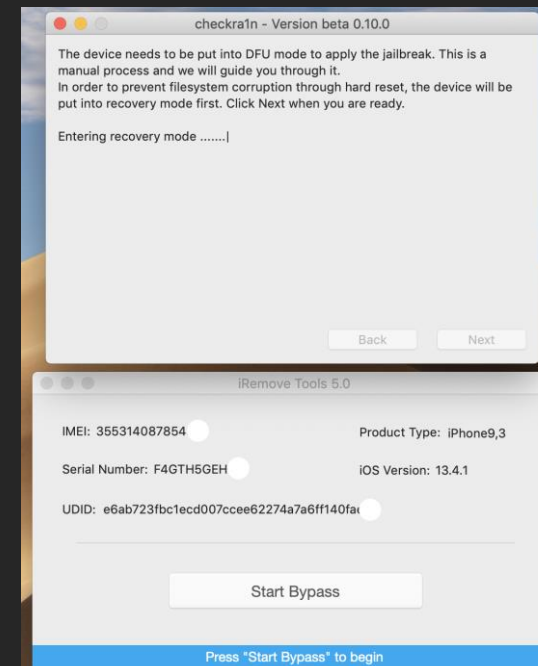 checkra1n - Version beta 0.10.0
The device needs to be put into DFU mode to apply the jailbreak. This is a
manual process and we will guide you through it.
In order to prevent filesystem corruption through hard reset, the device will be
put into recovery mode first. Click Next when you are ready.
Entering recovery mode .......|
Back Next
iRemove Tools 5.0
IMEI: 355314087854 Product Type: iPhone9,3
Serial Number: F4GTH5GEH iOS Version: 13.4.1
UDID: e6ab723fbc1ecd007ccee62274a7a6ff140fa
Start Bypass
Press "Start Bypass" to begin